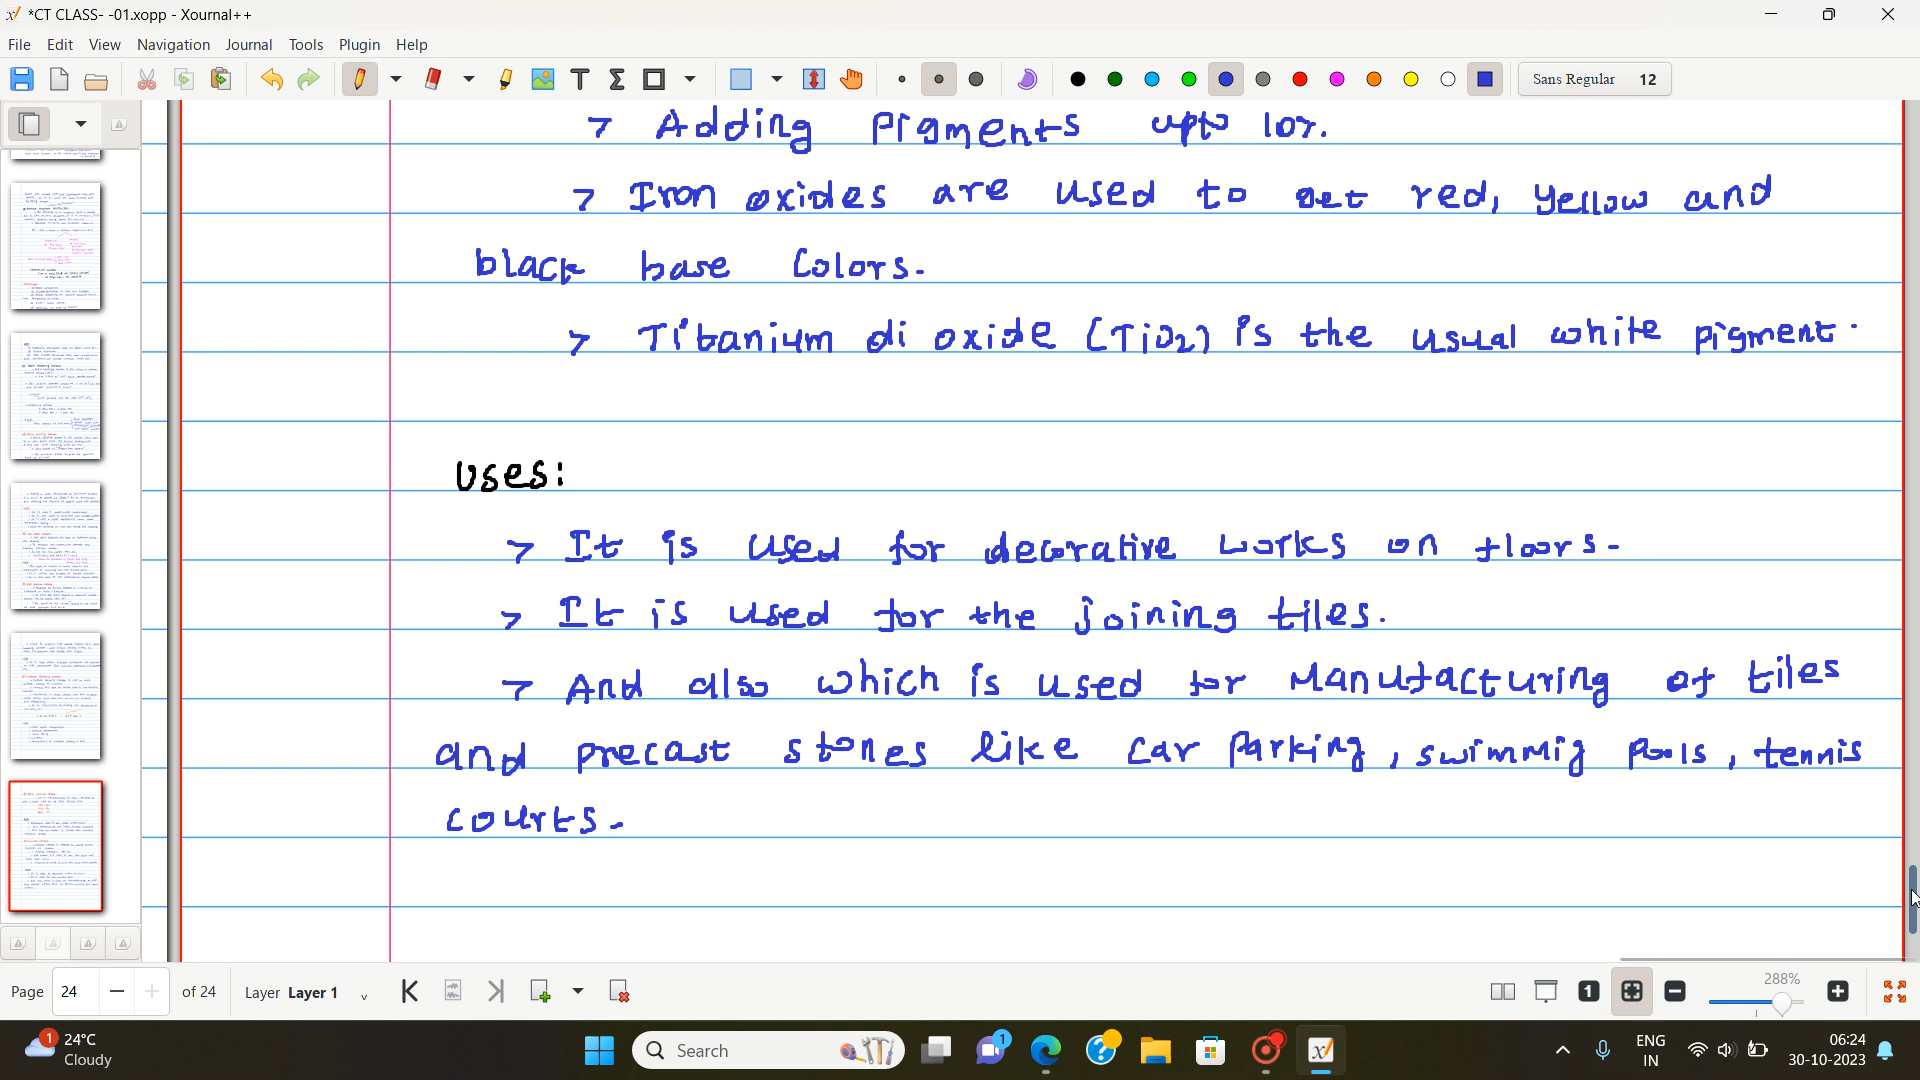 *CT CLASS- -01.xopp - Xournal++
File Edit View Navigation Journal Tools Plugin Help
Sans Regular 12
> Adding Pigments upto 10%.
> Iron oxides are used to get red, yellow and
black base Colors.
> Titanium di oxide (TiO2) is the usual white pigment.
Uses:
> It is used for decorative works on floors.
> It is used for the joining tiles.
> And also which is used for Manufacturing of tiles
and precast stones like car Parking, swimmig Pools, tennis
courts.
Page 24 of 24 Layer Layer 1 288%
24°C
Cloudy
Search
ENG
IN
06:24
30-10-2023